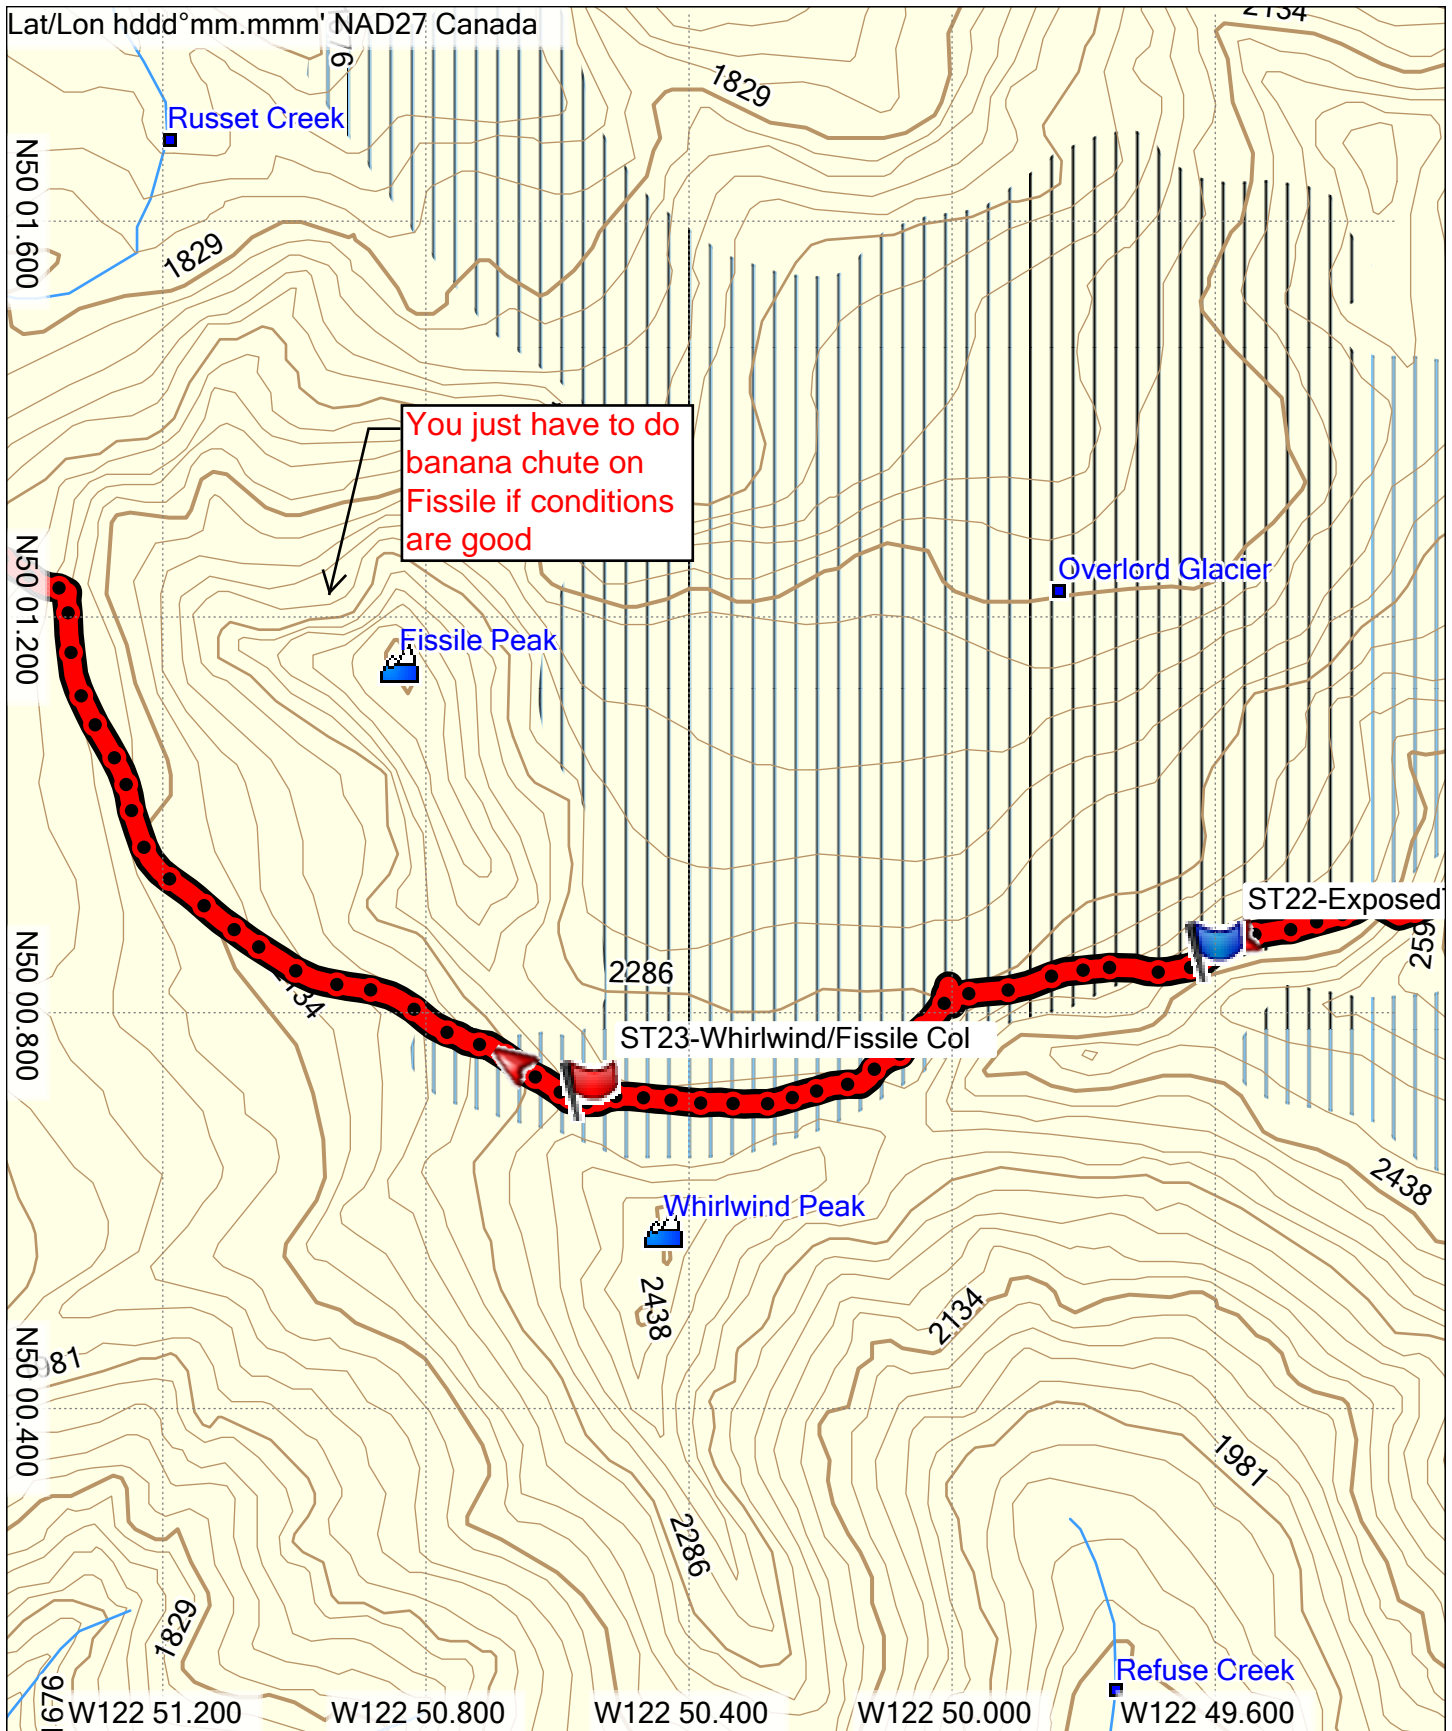 Lat/Lon hddd°mm.mmm' NAD27 Canada
2134
1829
Russet Creek
N50 01.600
1829
You just have to do
banana chute on
Fissile if conditions
are good
N50 01.200
Overlord Glacier
Fissile Peak
ST22-Exposed
N50 00.800
2286
ST23-Whirlwind/Fissile Col
2438
Whirlwind Peak
2438
2134
N50 00.400
1981
2286
1829
Refuse Creek
W122 51.200
W122 50.800
W122 50.400
W122 50.000
W122 49.600